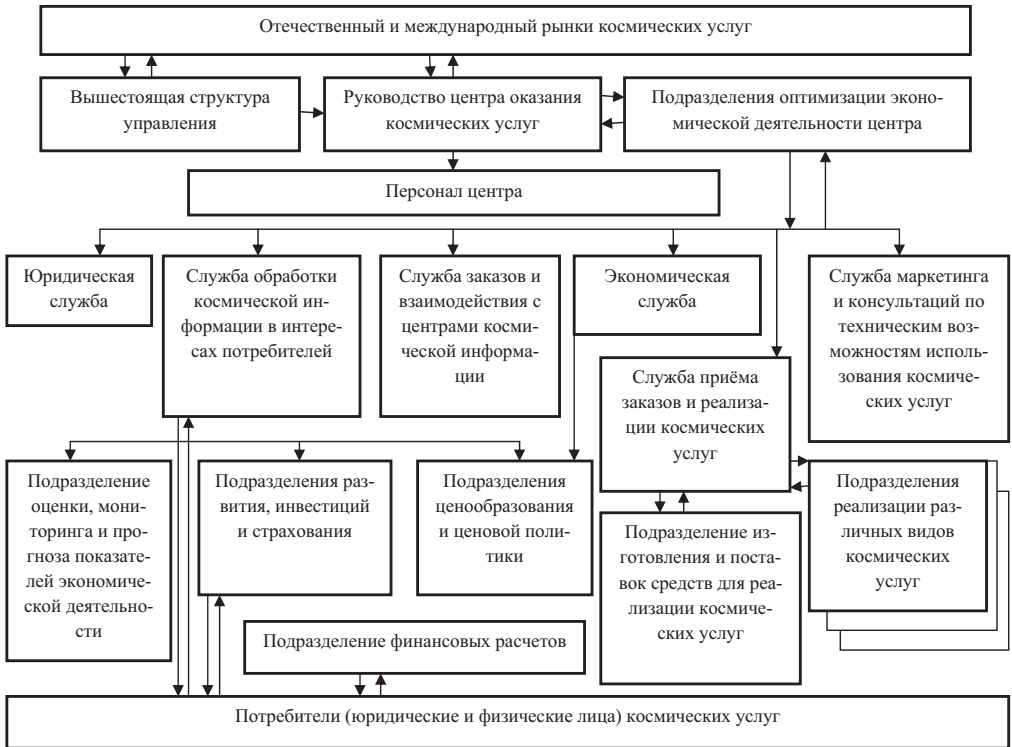 Отечественный и международный рынки космических услуг
Вышестоящая структура
управления
Руководство центра оказания
космических услуг
Подразделения оптимизации эконо-
мической деятельности центра
Персонал центра
Юридическая
служба
Служба обработки
космической ин-
формации в интере-
сах потребителей
Служба заказов и
взаимодействия с
центрами косми-
ческой информа-
ции
Экономическая
служба
Служба маркетинга
и консультаций по
техническим воз-
можностям исполь-
зования космиче-
ских услуг
Служба приёма
заказов и реализа-
ции космических
услуг
Подразделение
оценки, мони-
торинга и про-
гноза показате-
лей экономиче-
ской деятельно-
сти
Подразделения раз-
вития, инвестиций
и страхования
Подразделения
ценообразования
и ценовой поли-
тики
Подразделение из-
готовления и поста-
вок средств для реа-
лизации космиче-
ских услуг
Подразделения
реализации раз-
личных видов
космических
услуг
Подразделение финансовых расчетов
Потребители (юридические и физические лица) космических услуг